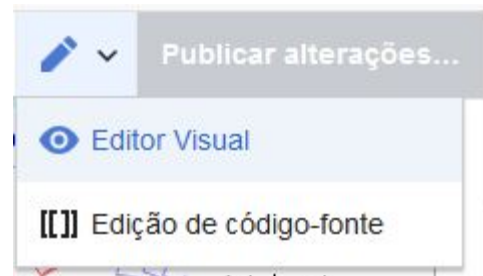 Publicar alterações...
Editor Visual
[[]] Edição de código-fonte